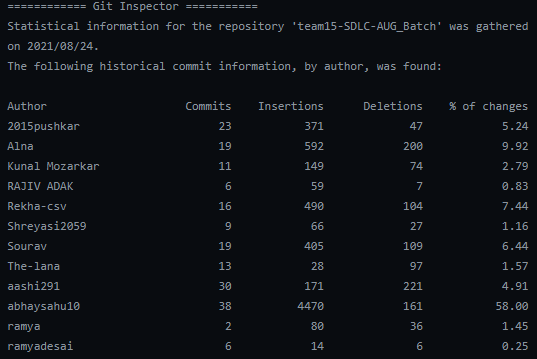 ============ Git Inspector ===========
Statistical information for the repository 'team15-SDLC-AUG_Batch' was gathered
on 2021/08/24.
The following historical commit information, by author, was found:
Author Commits Insertions Deletions % of changes
2015pushkar 23 371 47 5.24
Alna 19 592 200 9.92
Kunal Mozarkar 11 149 74 2.79
RAJIV ADAK 6 59 7 0.83
Rekha-csv 16 490 104 7.44
Shreyasi2059 9 66 27 1.16
Sourav 19 405 109 6.44
The-lana 13 28 97 1.57
aashi291 30 171 221 4.91
abhaysahu10 38 4470 161 58.00
ramya 2 80 36 1.45
ramyadesai 6 14 6 0.25